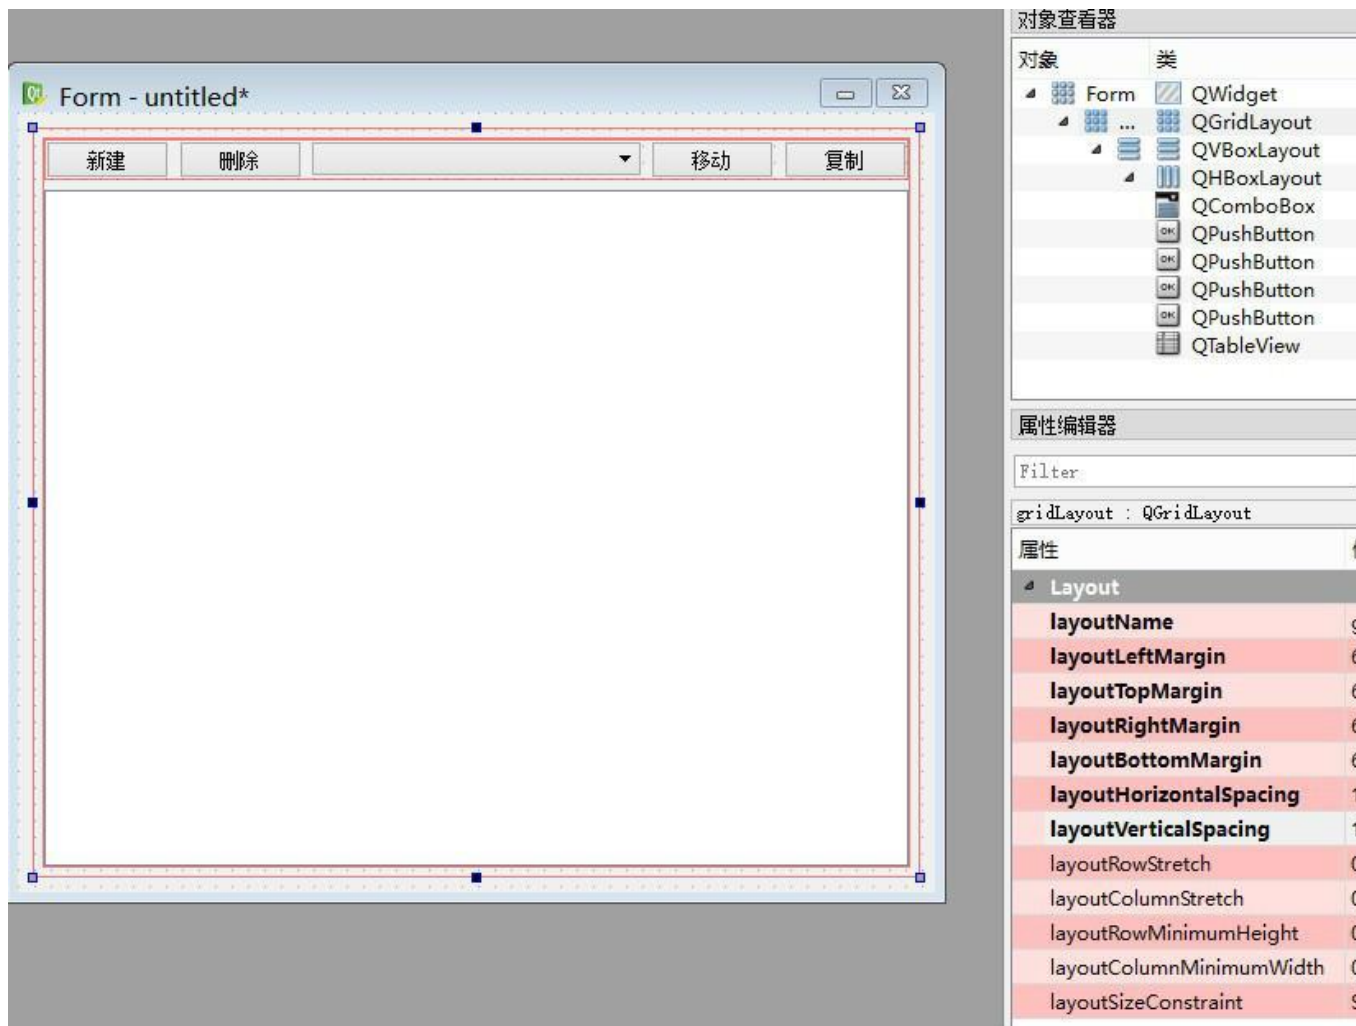 Form - untitled*
新建 删除 移动 复制
对象查看器
对象 类
Form QWidget
... QGridLayout
QVBoxLayout
QHBoxLayout
QComboBox
QPushButton
QPushButton
QPushButton
QPushButton
QTableView
属性编辑器
Filter
gridLayout : QGridLayout
属性
Layout
layoutName
layoutLeftMargin
layoutTopMargin
layoutRightMargin
layoutBottomMargin
layoutHorizontalSpacing
layoutVerticalSpacing
layoutRowStretch
layoutColumnStretch
layoutRowMinimumHeight
layoutColumnMinimumWidth
layoutSizeConstraint